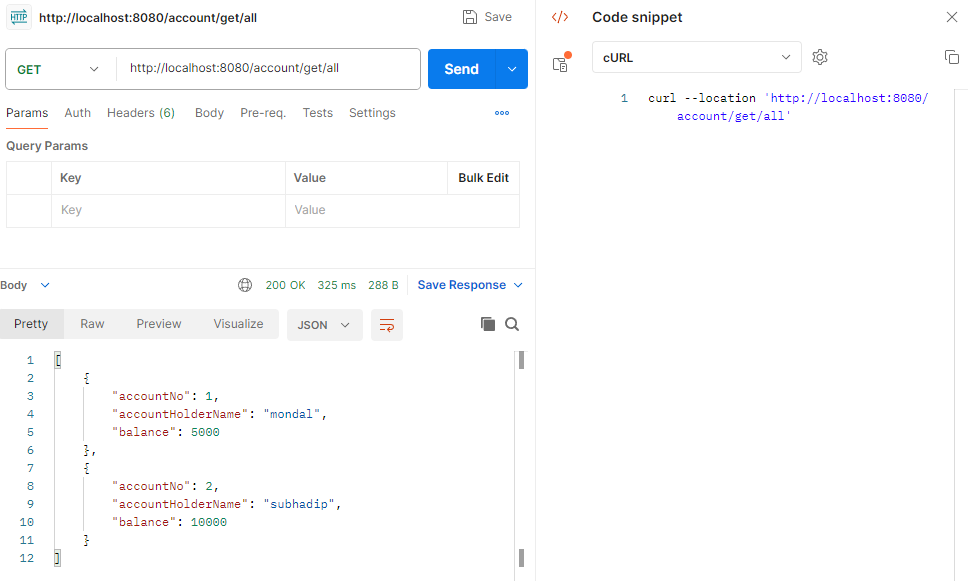 HTTP http://localhost:8080/account/get/all Save
GET http://localhost:8080/account/get/all Send
Params Auth Headers (6) Body Pre-req. Tests Settings
Query Params
Key Value Bulk Edit
Key Value
Body 200 OK 325 ms 288 B Save Response
Pretty Raw Preview Visualize JSON
1 [
2 {
3 "accountNo": 1,
4 "accountHolderName": "mondal",
5 "balance": 5000
6 },
7 {
8 "accountNo": 2,
9 "accountHolderName": "subhadip",
10 "balance": 10000
11 }
12 ]
</> Code snippet
cURL
1 curl --location 'http://localhost:8080/
account/get/all'